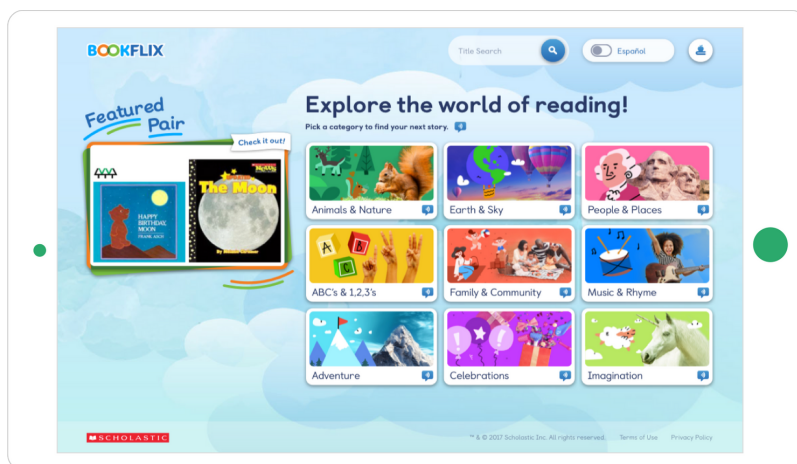 BOOKFLIX
Title Search
Español
Featured
Pair
Check it out!
HAPPY
BIRTHDAY,
MOON
FRANK ASCH
The Moon
Explore the world of reading!
Pick a category to find your next story.
Animals & Nature
Earth & Sky
People & Places
A
B
C
ABC's & 1,2,3's
Family & Community
Music & Rhyme
Adventure
Celebrations
Imagination
SCHOLASTIC
™ & © 2017 Scholastic Inc. All rights reserved.
Terms of Use
Privacy Policy